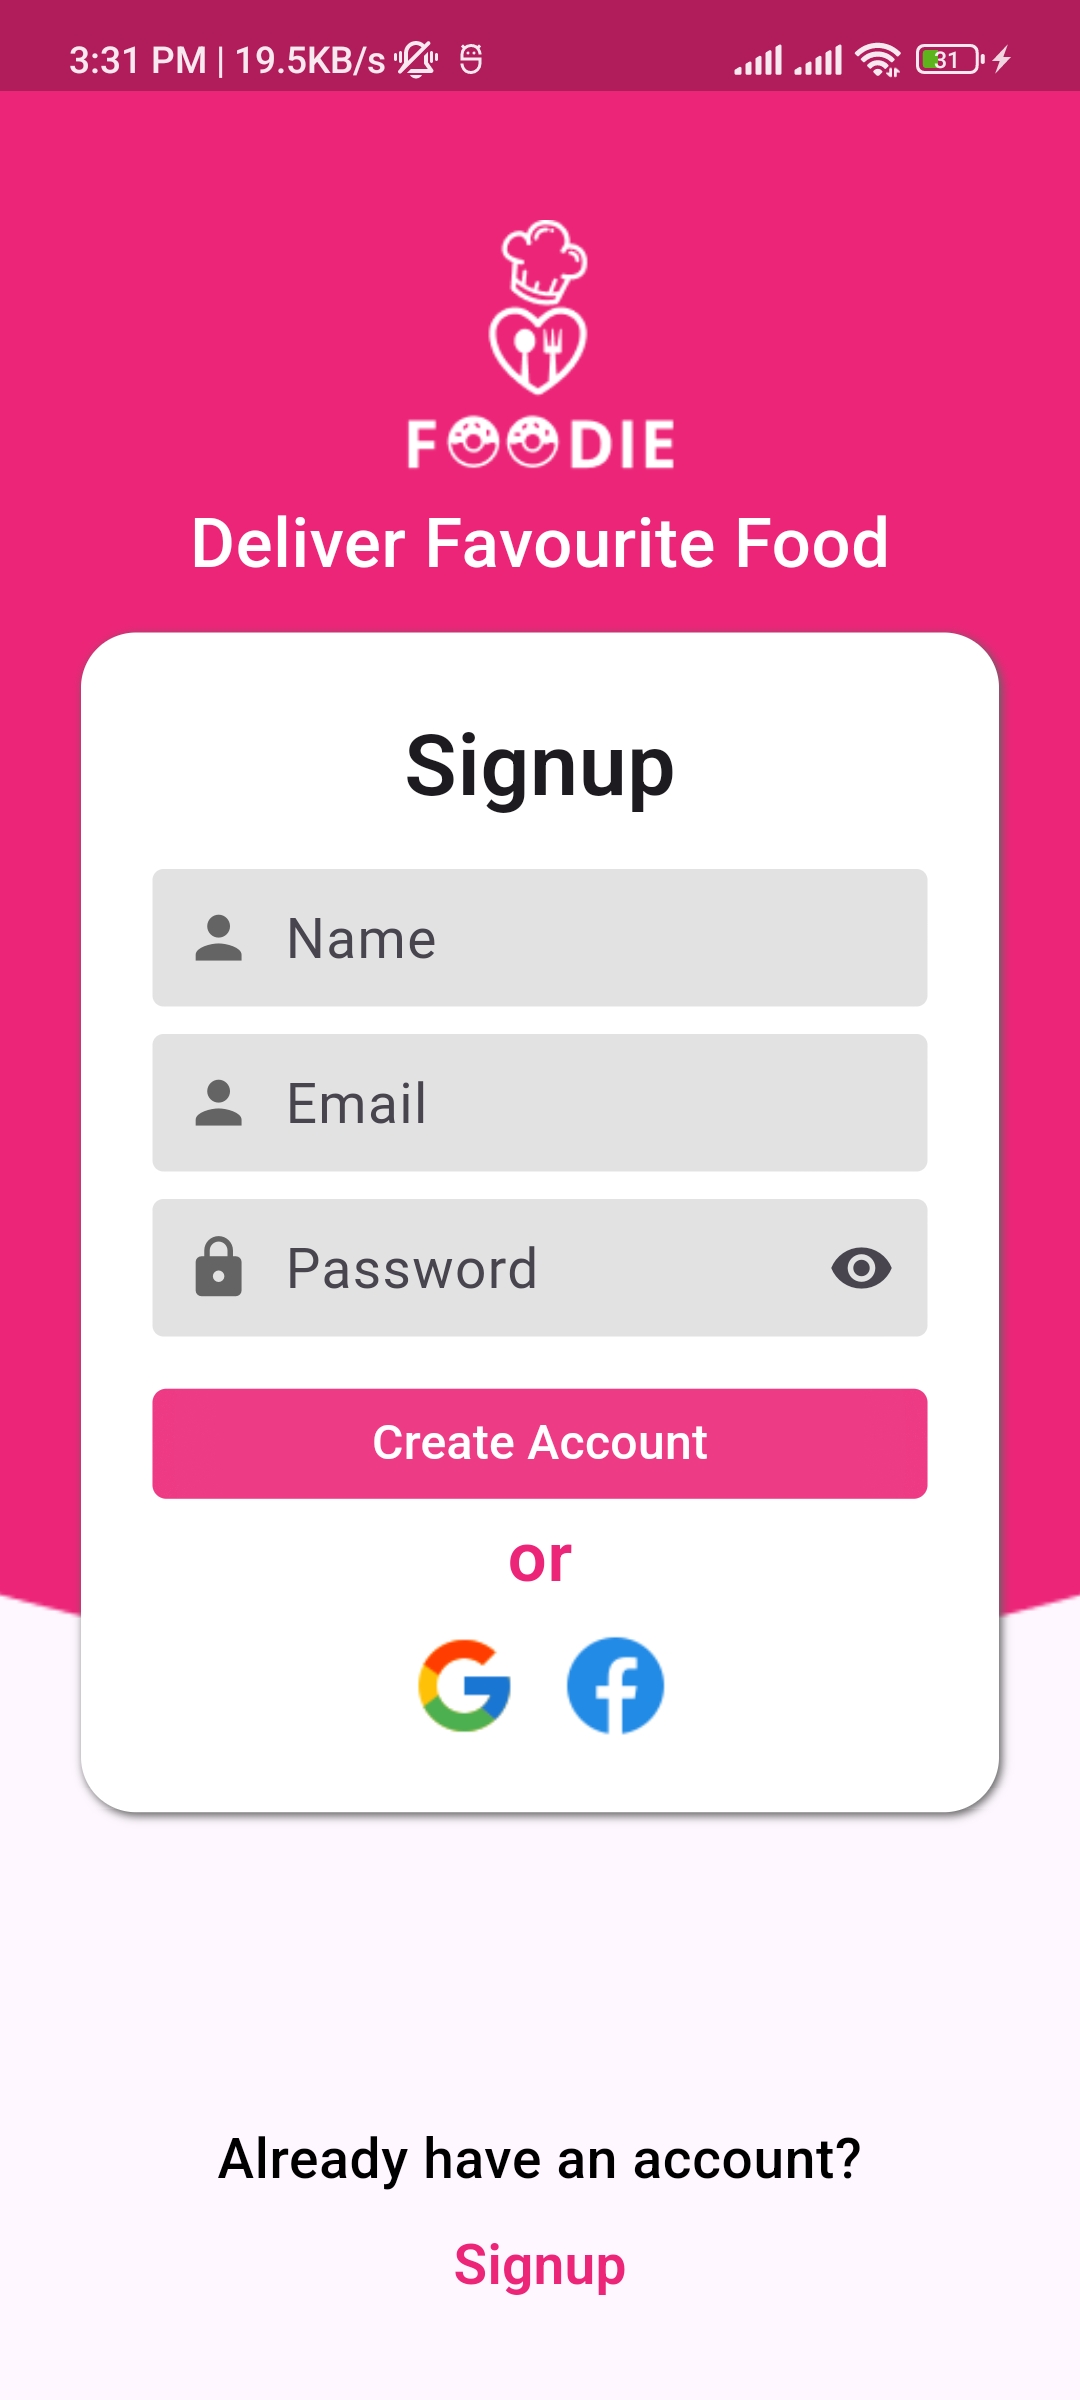 3:31 PM | 19.5KB/s 31
FOODIE
Deliver Favourite Food
Signup
Name
Email
Password
Create Account
or
Already have an account?
Signup